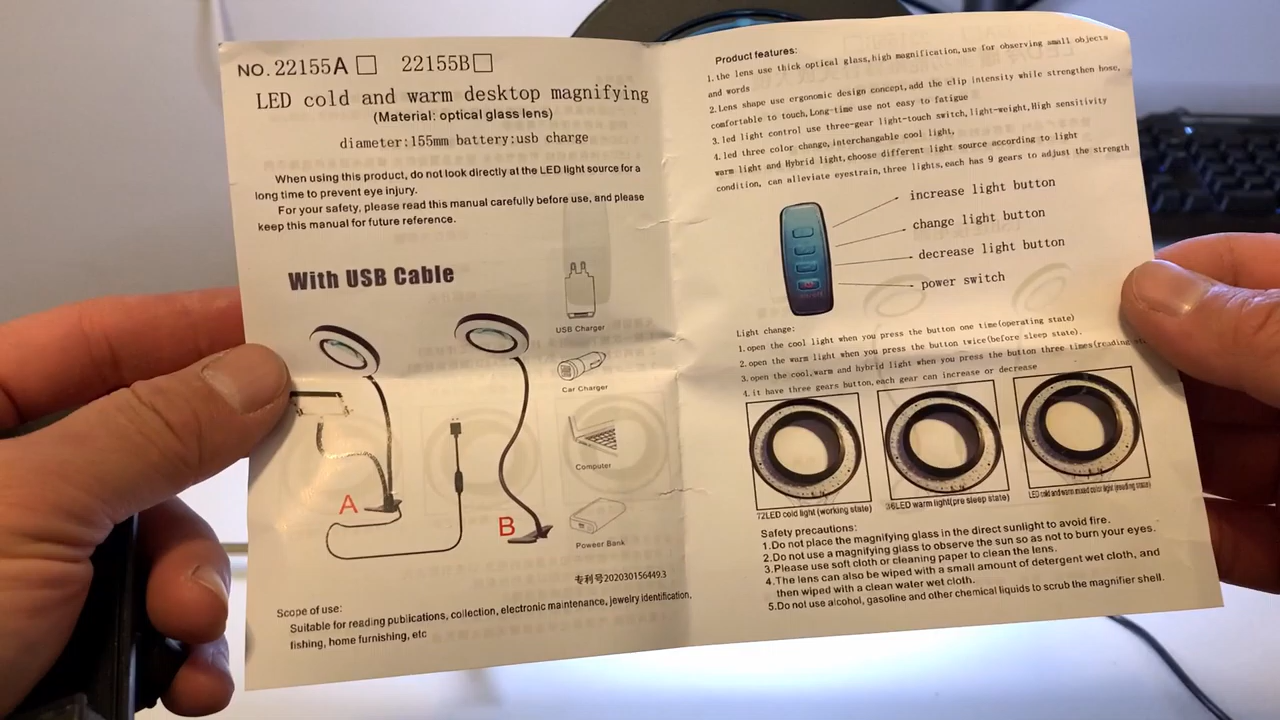 NO. 22155A □ 22155B □
LED cold and warm desktop magnifying
(Material: optical glass lens)
diameter:155mm battery:usb charge
When using this product, do not look directly at the LED light source for a
long time to prevent eye injury.
For your safety, please read this manual carefully before use, and please
keep this manual for future reference.
With USB Cable
USB Charger
Car Charger
Computer
Poweer Bank
A
B
专利号202030156449.3
Scope of use:
Suitable for reading publications, collection, electronic maintenance, jewelry identification,
fishing, home furnishing, etc
Product features:
1. the lens use thick optical glass,high magnification,use for observing small objects
and words
2. Lens shape use ergonomic design concept,add the clip intensity while strengthen hose,
comfortable to touch,Long-time use not easy to fatigue
3. led light control use three-gear light-touch switch,light-weight,High sensitivity
4. led three color change,interchangable cool light,
warm light and Hybrid light,choose different light source according to light
condition, can alleviate eyestrain,three lights,each has 9 gears to adjust the strength
increase light button
change light button
decrease light button
power switch
Light change:
1. open the cool light when you press the button one time(operating state)
2. open the warm light when you press the button twice(before sleep state).
3. open the cool,warm and hybrid light when you press the button three times(reading
4. it have three gears button,each gear can increase or decrease
72LED cold light (working state)
36LED warm light(pre sleep state)
LED cold and warm mixed color light (reading state)
Safety precautions:
1.Do not place the magnifying glass in the direct sunlight to avoid fire.
2.Do not use a magnifying glass to observe the sun so as not to burn your eyes.
3.Please use soft cloth or cleaning paper to clean the lens.
4.The lens can also be wiped with a small amount of detergent wet cloth, and
then wiped with a clean water wet cloth.
5.Do not use alcohol, gasoline and other chemical liquids to scrub the magnifier shell.